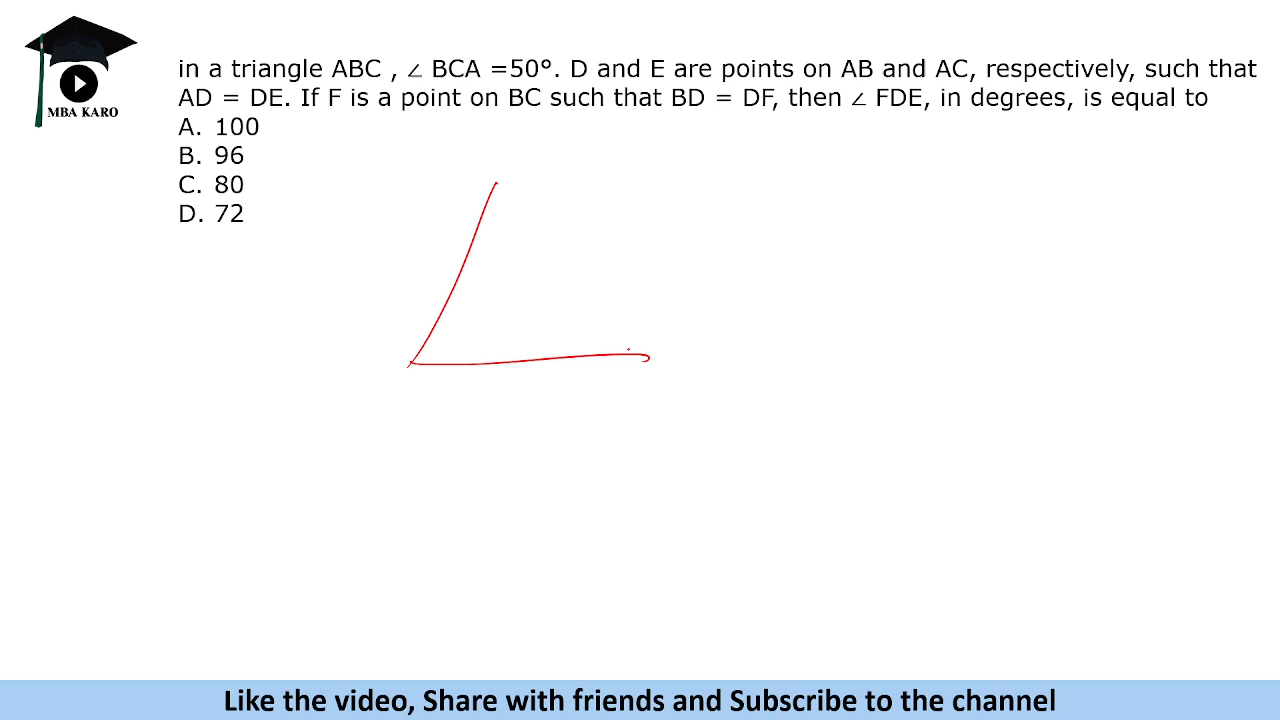 MBA KARO
in a triangle ABC , ∠ BCA =50°. D and E are points on AB and AC, respectively, such that
AD = DE. If F is a point on BC such that BD = DF, then ∠ FDE, in degrees, is equal to
A. 100
B. 96
C. 80
D. 72
Like the video, Share with friends and Subscribe to the channel